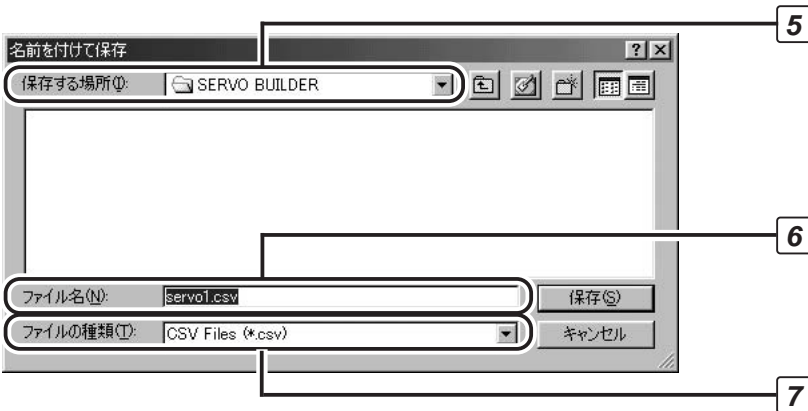 5
名前を付けて保存
保存する場所(I):
SERVO BUILDER
6
ファイル名(N):
servo1.csv
保存(S)
ファイルの種類(T):
CSV Files (*.csv)
キャンセル
7